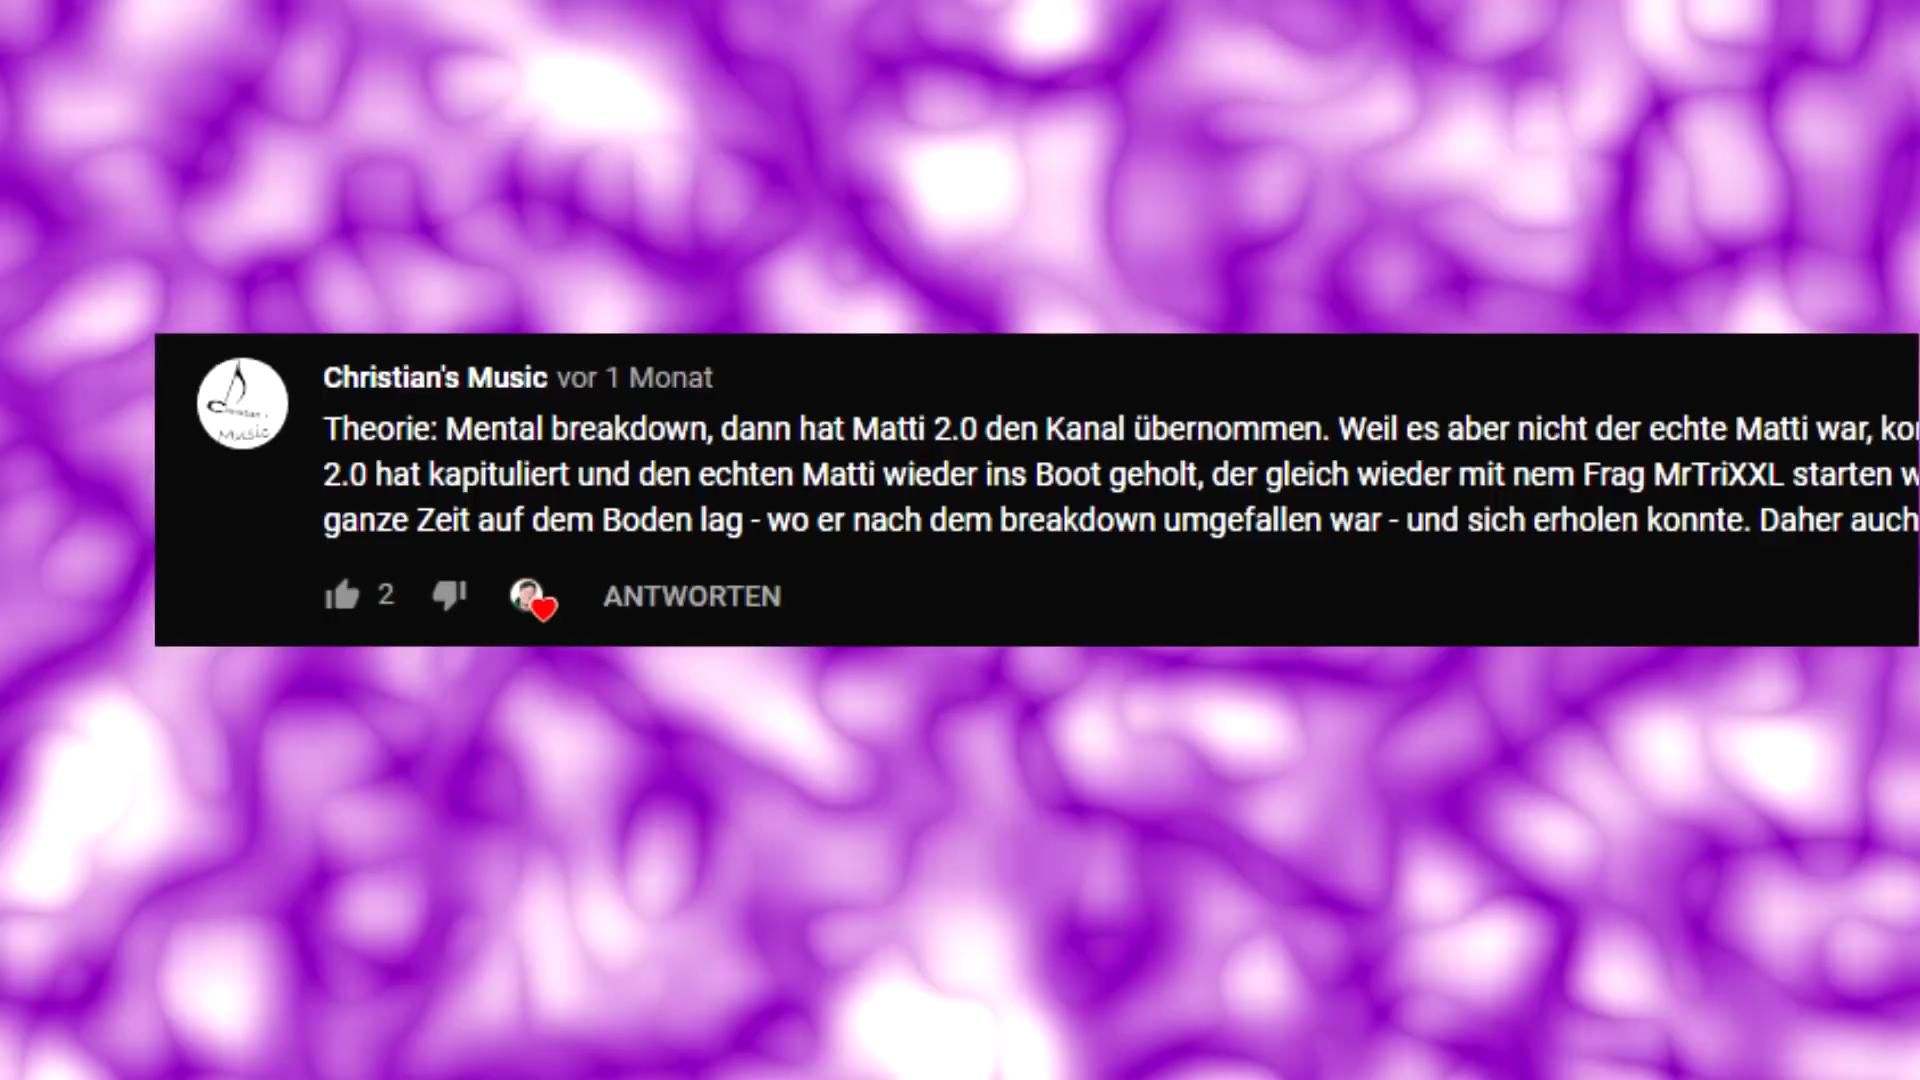 Christian's Music vor 1 Monat
Theorie: Mental breakdown, dann hat Matti 2.0 den Kanal übernommen. Weil es aber nicht der echte Matti war,
2.0 hat kapituliert und den echten Matti wieder ins Boot geholt, der gleich wieder mit nem Frag MrTriXXL starten
ganze Zeit auf dem Boden lag - wo er nach dem breakdown umgefallen war - und sich erholen konnte. Daher auch
2
ANTWORTEN